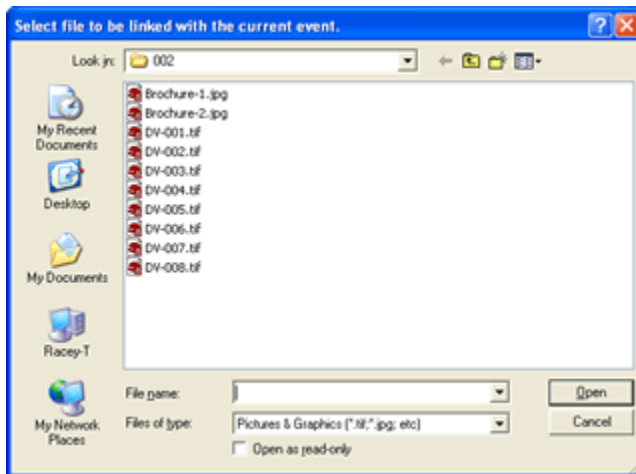 Select file to be linked with the current event.
Look in:
002
My Recent
Documents
Desktop
My Documents
Racey-T
My Network
Places
Brochure-1.jpg
Brochure-2.jpg
DV-001.tif
DV-002.tif
DV-003.tif
DV-004.tif
DV-005.tif
DV-006.tif
DV-007.tif
DV-008.tif
File name:
Open
Files of type:
Pictures & Graphics (*.tif;*.jpg; etc)
Cancel
Open as read-only